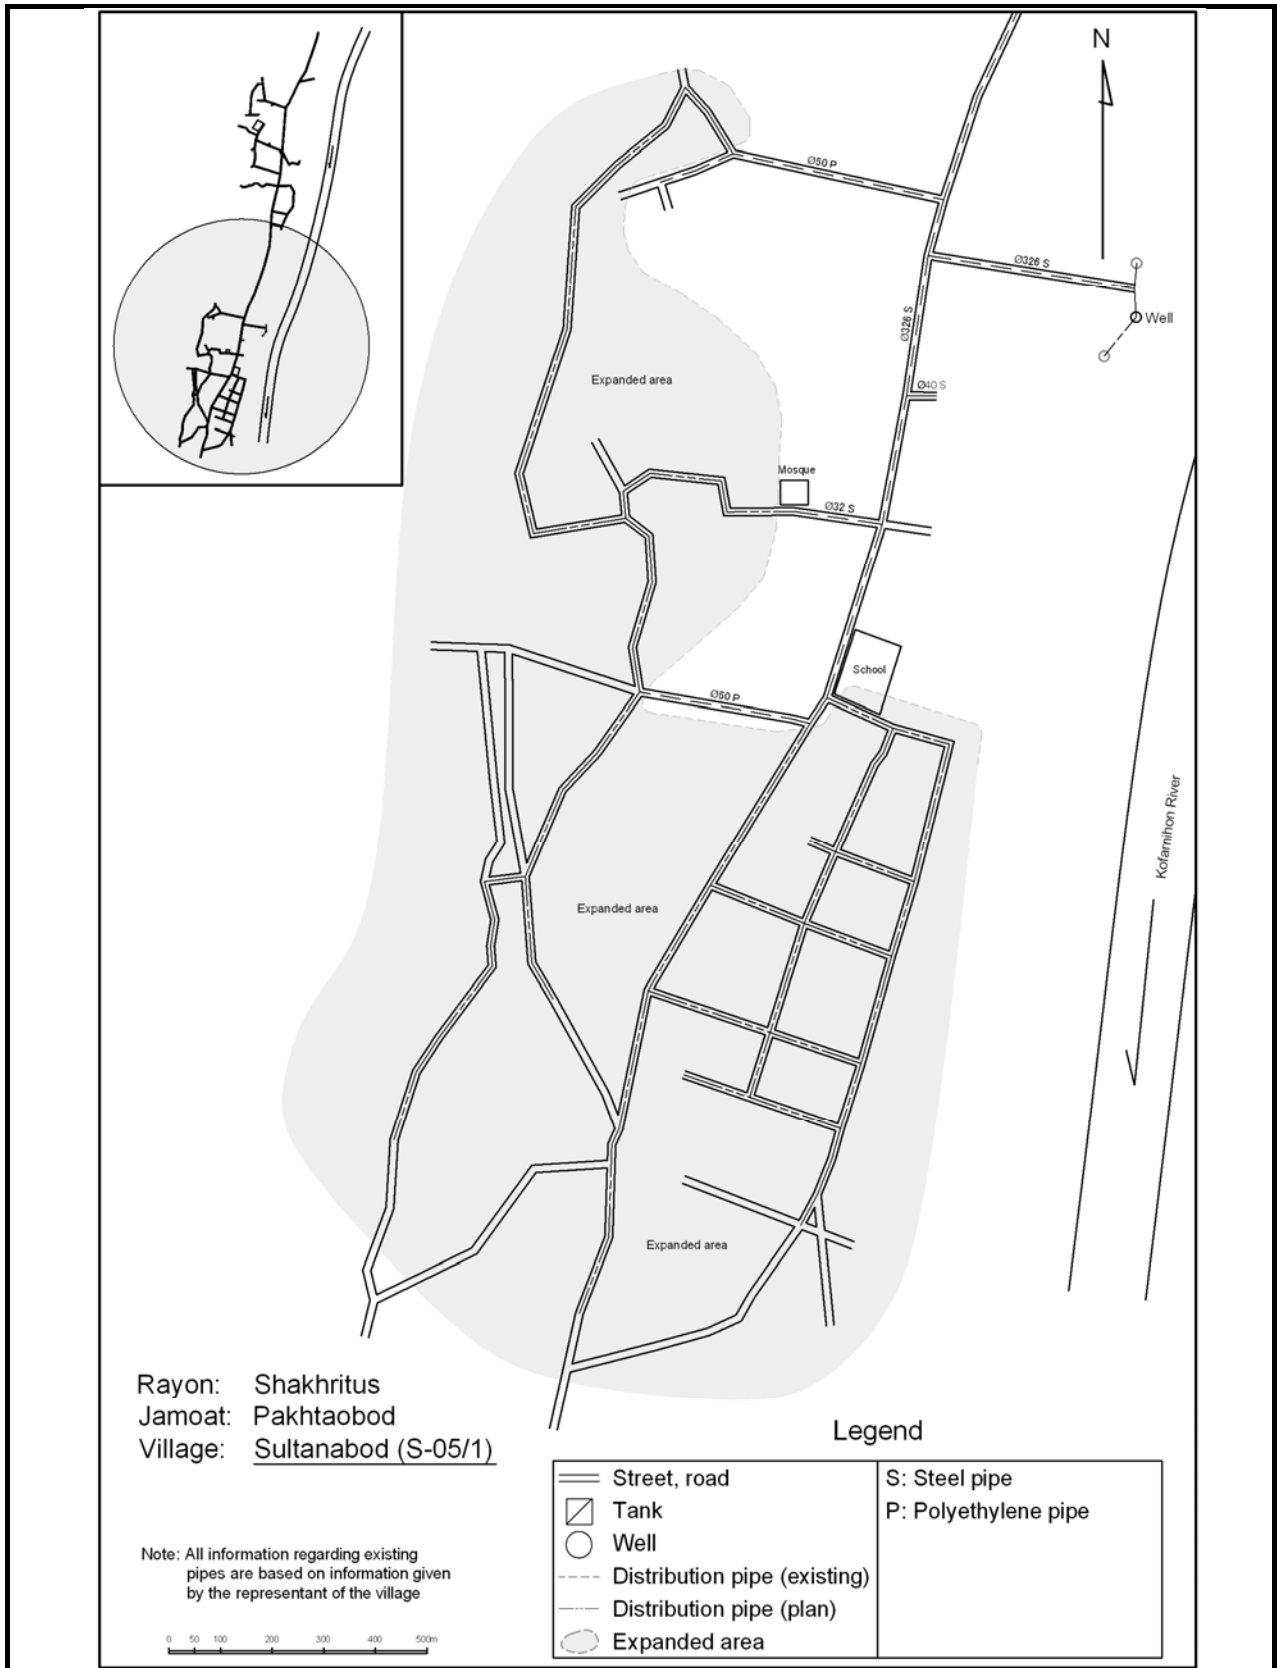 N
Ø50 P
Ø326 S
Well
Ø326 S
Expanded area
Ø40 S
Mosque
Ø32 S
School
Ø50 P
Kofarnihon River
Expanded area
Expanded area
Rayon: Shakhritus
Jamoat: Pakhtaobod
Village: Sultanabod (S-05/1)
Legend
Street, road
Tank
Well
Distribution pipe (existing)
Distribution pipe (plan)
Expanded area
S: Steel pipe
P: Polyethylene pipe
Note: All information regarding existing
pipes are based on information given
by the representant of the village
0 50 100 200 300 400 500m